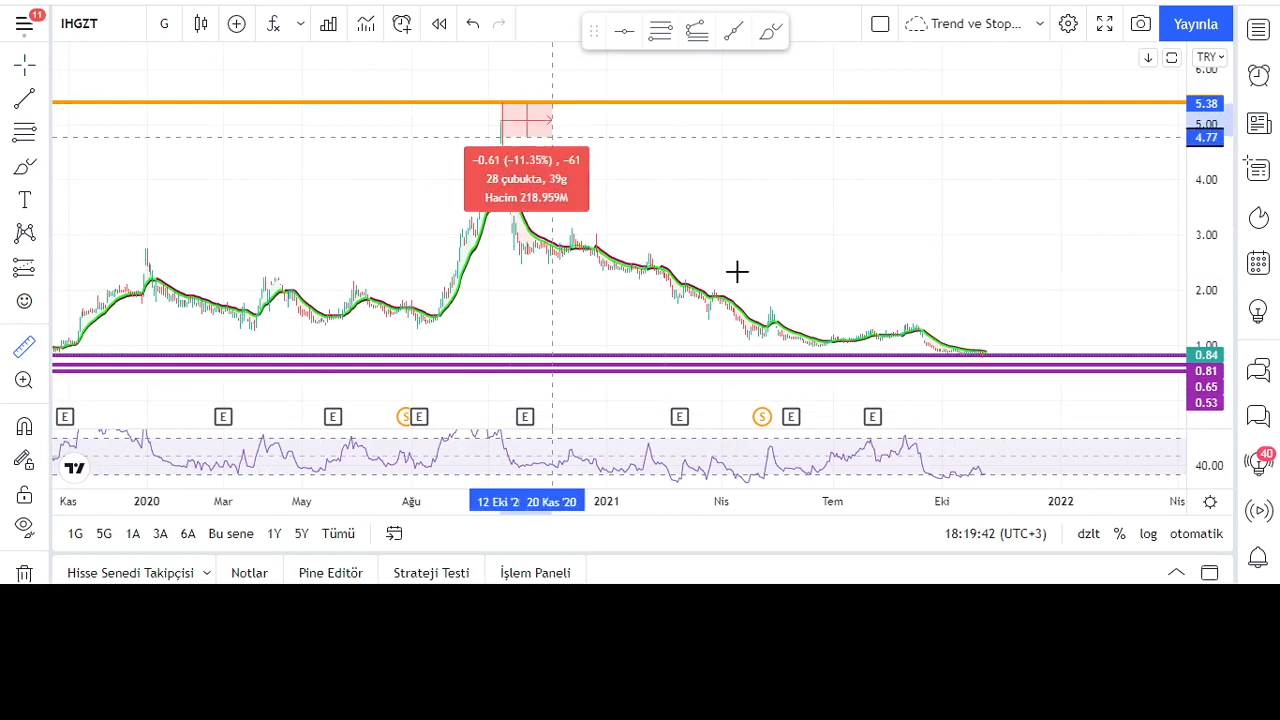 11
IHGZT
G
Trend ve Stop...
Yayınla
TRY
6.00
5.38
5.00
4.77
−0.61 (−11.35%) , −61
28 çubukta, 39g
Hacim 218.959M
4.00
3.00
2.00
1.00
0.84
0.81
0.65
0.53
E E E S E E E S E E
40.00
40
Kas 2020 Mar May Ağu 12 Eki '2 20 Kas '20 2021 Nis Tem Eki 2022 Nis
1G 5G 1A 3A 6A Bu sene 1Y 5Y Tümü 18:19:42 (UTC+3) dzlt % log otomatik
Hisse Senedi Takipçisi Notlar Pine Editör Strateji Testi İşlem Paneli